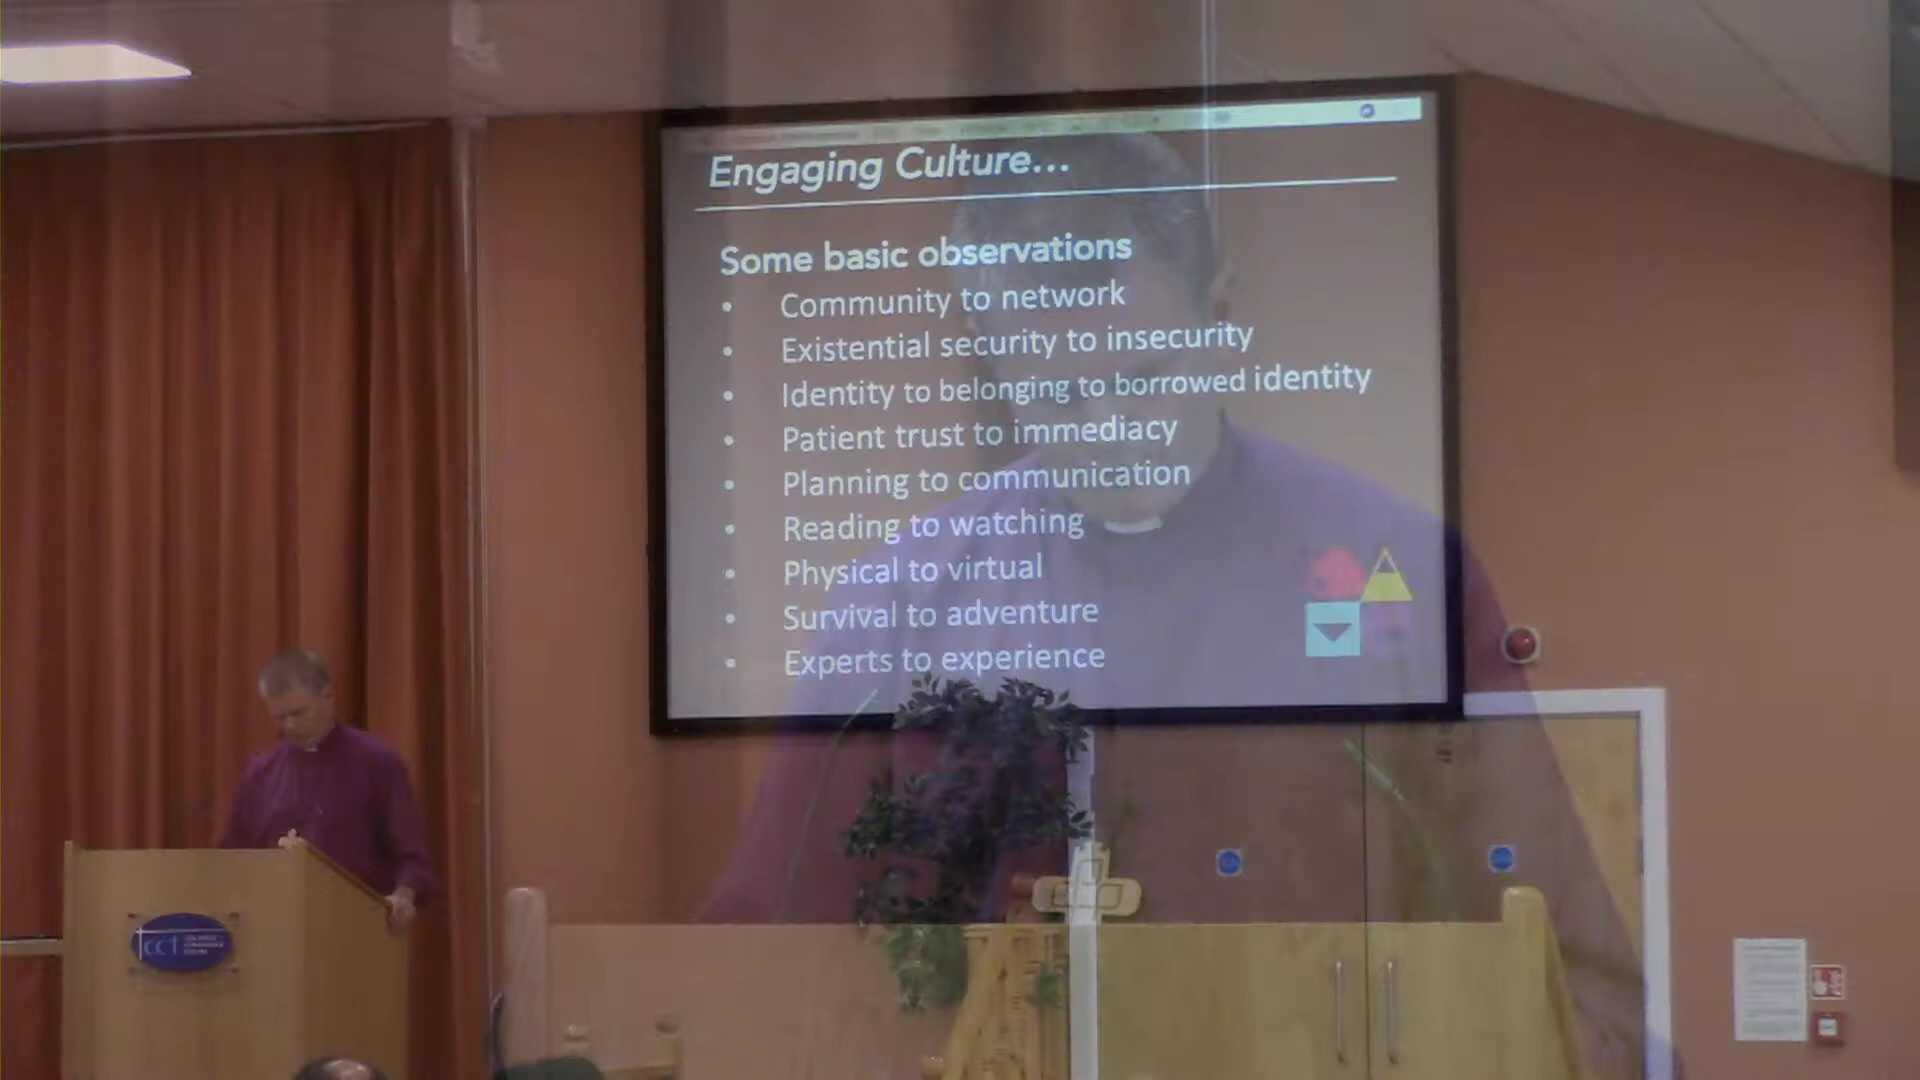 Engaging Culture...
Some basic observations
• Community to network
• Existential security to insecurity
• Identity to belonging to borrowed identity
• Patient trust to immediacy
• Planning to communication
• Reading to watching
• Physical to virtual
• Survival to adventure
• Experts to experience
cct